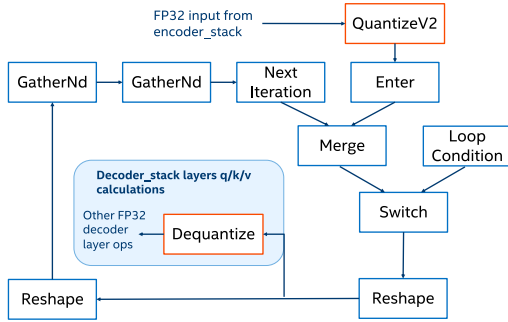 FP32 input from
encoder_stack
QuantizeV2
GatherNd
GatherNd
Next
Iteration
Enter
Merge
Loop
Condition
Decoder_stack layers q/k/v
calculations
Other FP32
decoder
layer ops
Dequantize
Switch
Reshape
Reshape